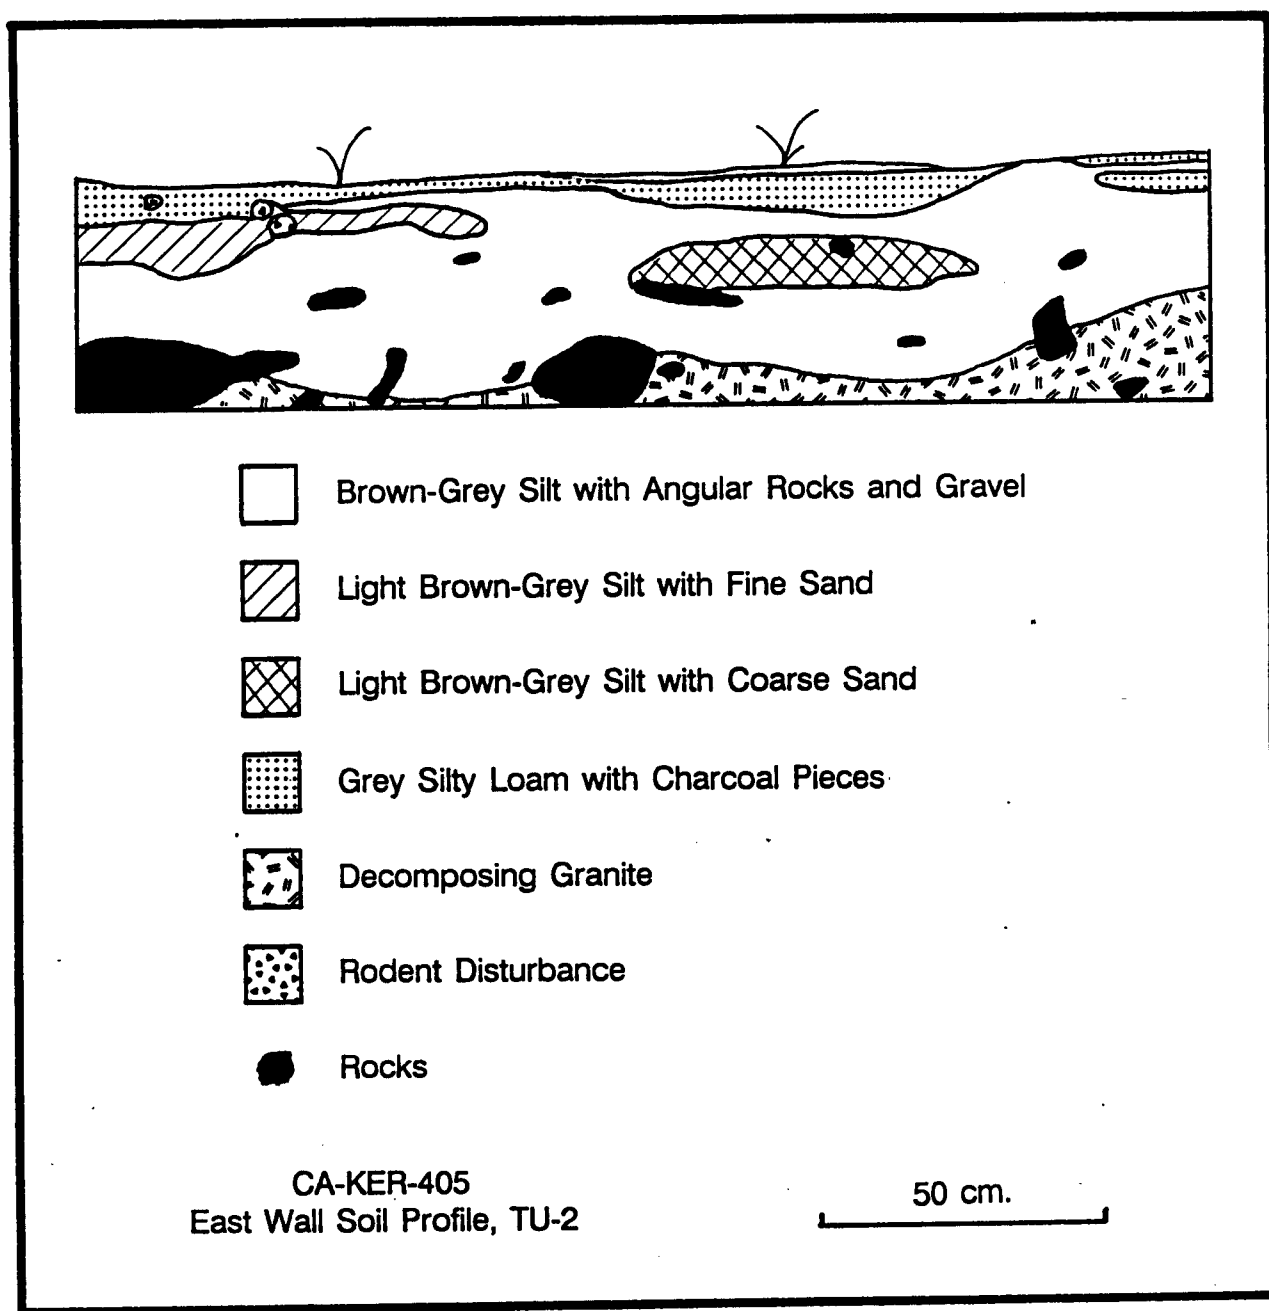 Brown-Grey Silt with Angular Rocks and Gravel
Light Brown-Grey Silt with Fine Sand
Light Brown-Grey Silt with Coarse Sand
Grey Silty Loam with Charcoal Pieces
Decomposing Granite
Rodent Disturbance
Rocks
CA-KER-405
East Wall Soil Profile, TU-2
50 cm.